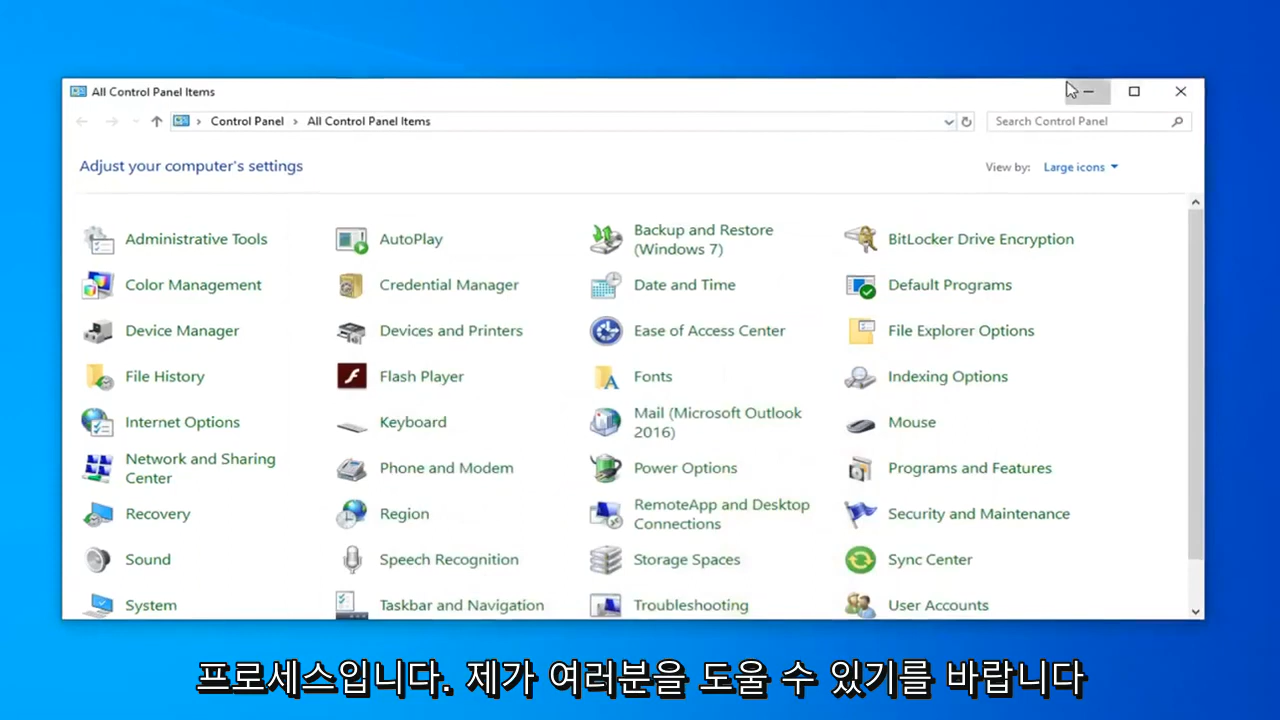 All Control Panel Items
Control Panel > All Control Panel Items
Search Control Panel
Adjust your computer's settings
View by: Large icons
Administrative Tools
AutoPlay
Backup and Restore
(Windows 7)
BitLocker Drive Encryption
Color Management
Credential Manager
Date and Time
Default Programs
Device Manager
Devices and Printers
Ease of Access Center
File Explorer Options
File History
Flash Player
Fonts
Indexing Options
Internet Options
Keyboard
Mail (Microsoft Outlook
2016)
Mouse
Network and Sharing
Center
Phone and Modem
Power Options
Programs and Features
Recovery
Region
RemoteApp and Desktop
Connections
Security and Maintenance
Sound
Speech Recognition
Storage Spaces
Sync Center
System
Taskbar and Navigation
Troubleshooting
User Accounts
프로세스입니다. 제가 여러분을 도울 수 있기를 바랍니다